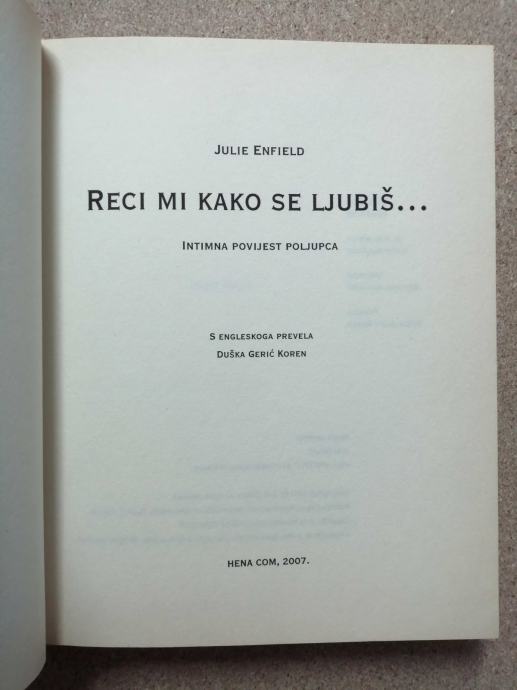 JULIE ENFIELD
RECI MI KAKO SE LJUBIŠ...
INTIMNA POVIJEST POLJUPCA
S ENGLESKOGA PREVELA
DUŠKA GERIĆ KOREN
HENA COM, 2007.